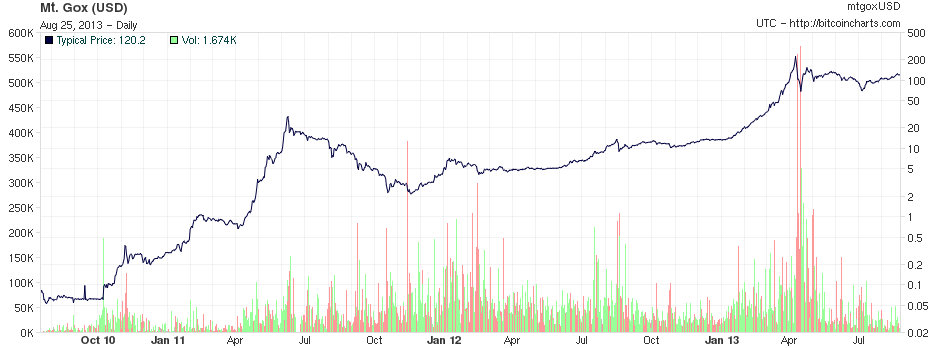 Mt. Gox (USD) mtgoxUSD
Aug 25, 2013 – Daily UTC – http://bitcoincharts.com
600K 500
Typical Price: 120.2 Vol: 1.674K
550K 200
500K 100
450K 50
400K 20
350K 10
300K 5
250K 2
200K 1
150K 0.5
100K 0.2
50K 0.1
0K 0.05
0.02
Oct 10 Jan 11 Apr Jul Oct Jan 12 Apr Jul Oct Jan 13 Apr Jul